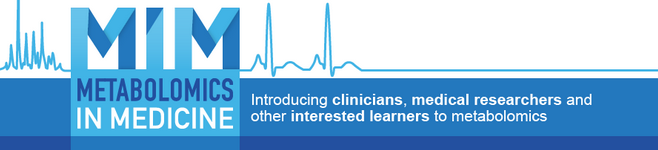 MIM
METABOLOMICS
IN MEDICINE
Introducing clinicians, medical researchers and
other interested learners to metabolomics